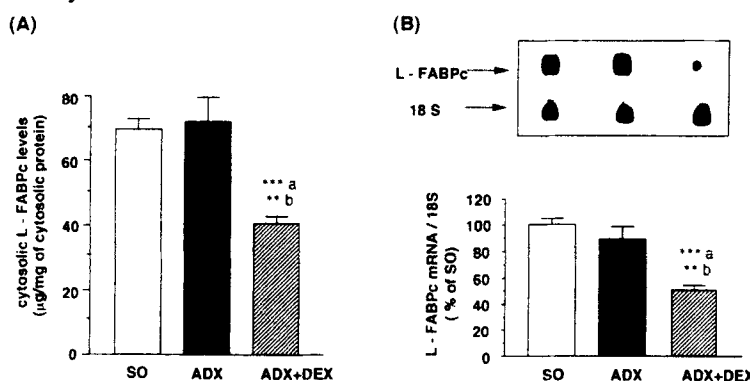 (A)
80
60
40
20
0
cytosolic L - FABPc levels
(µg/mg of cytosolic protein)
*** a
** b
SO ADX ADX+DEX
(B)
L - FABPc
18 S
120
100
80
60
40
20
0
L - FABPc mRNA / 18S
( % of SO)
*** a
** b
SO ADX ADX+DEX